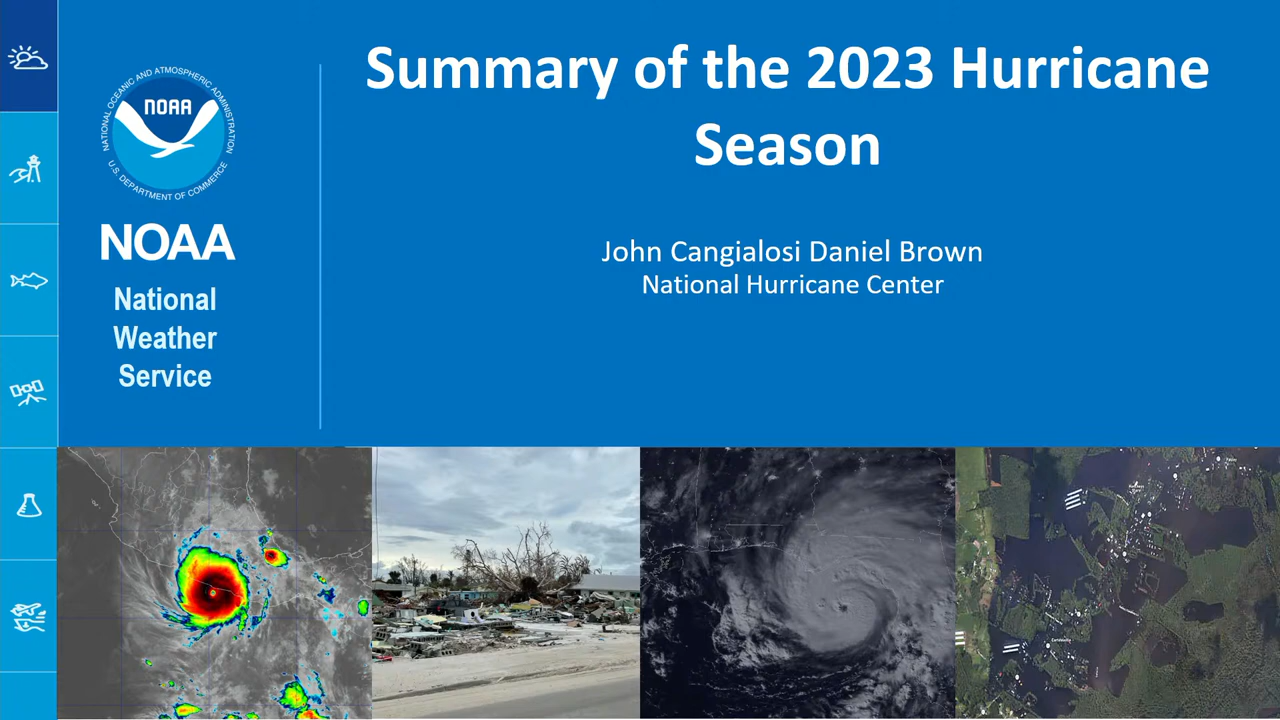 Summary of the 2023 Hurricane
Season
John Cangialosi Daniel Brown
National Hurricane Center
NATIONAL OCEANIC AND ATMOSPHERIC ADMINISTRATION
NOAA
U.S. DEPARTMENT OF COMMERCE
NOAA
National
Weather
Service